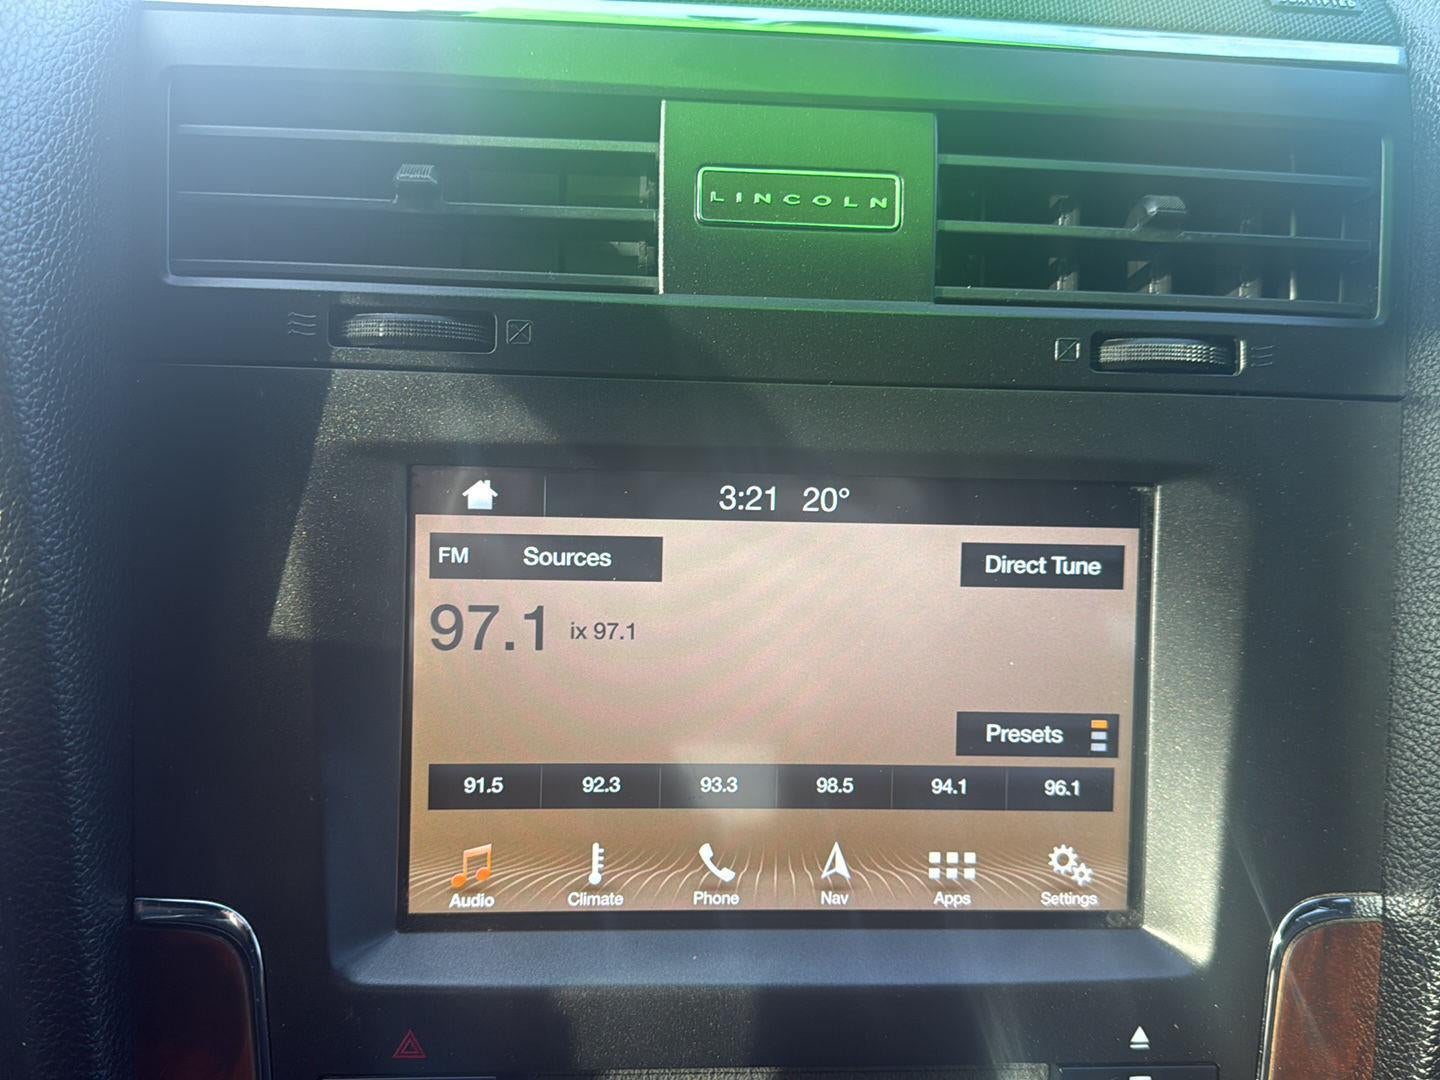 LINCOLN
3:21 20°
FM Sources
Direct Tune
97.1 ix 97.1
Presets
91.5 92.3 93.3 98.5 94.1 96.1
Audio Climate Phone Nav Apps Settings